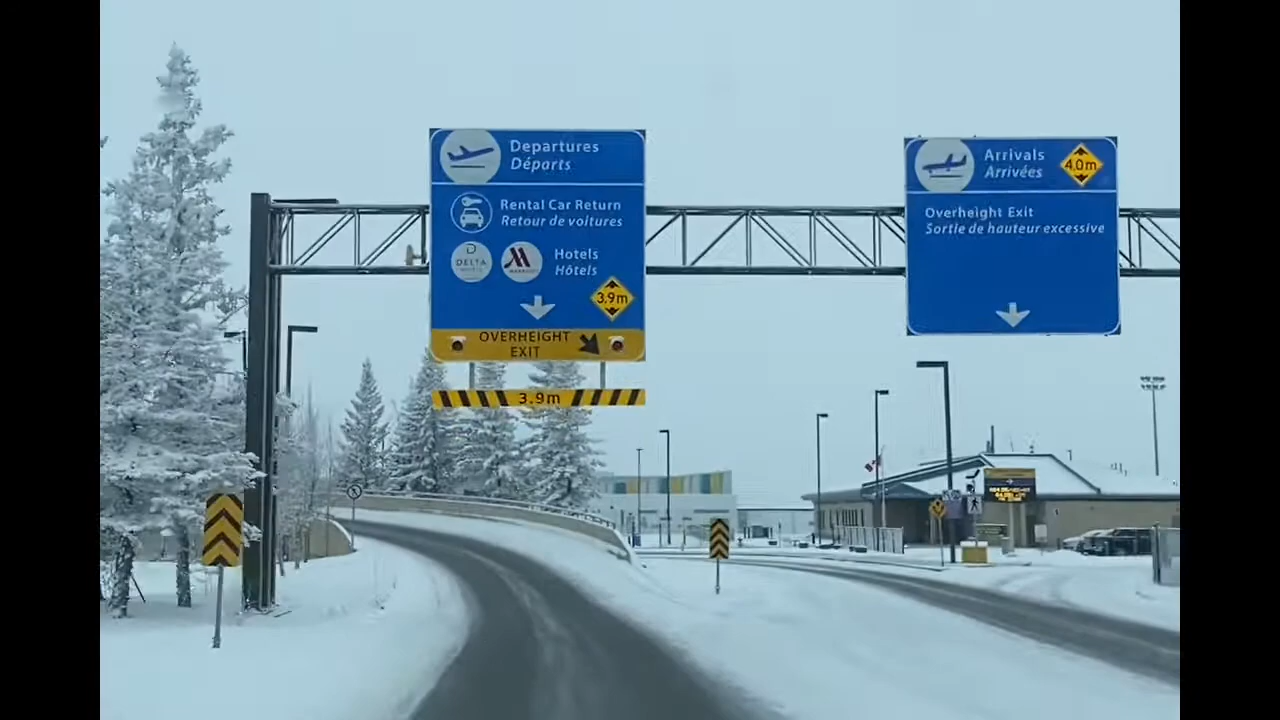 Departures
Départs
Rental Car Return
Retour de voitures
DELTA
MARRIOTT
Hotels
Hôtels
3.9m
OVERHEIGHT
EXIT
3.9m
Arrivals
Arrivées
4.0m
Overheight Exit
Sortie de hauteur excessive